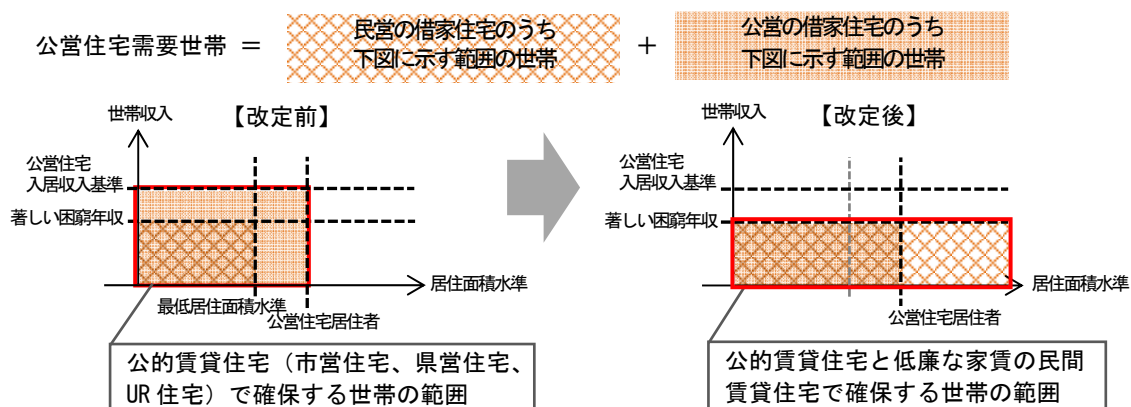 公営住宅需要世帯 ＝
民営の借家住宅のうち
下図に示す範囲の世帯
＋
公営の借家住宅のうち
下図に示す範囲の世帯
世帯収入
【改定前】
公営住宅
入居収入基準
著しい困窮年収
居住面積水準
最低居住面積水準
公営住宅居住者
公的賃貸住宅（市営住宅、県営住宅、
UR 住宅）で確保する世帯の範囲
世帯収入
【改定後】
公営住宅
入居収入基準
著しい困窮年収
居住面積水準
公営住宅居住者
公的賃貸住宅と低廉な家賃の民間
賃貸住宅で確保する世帯の範囲